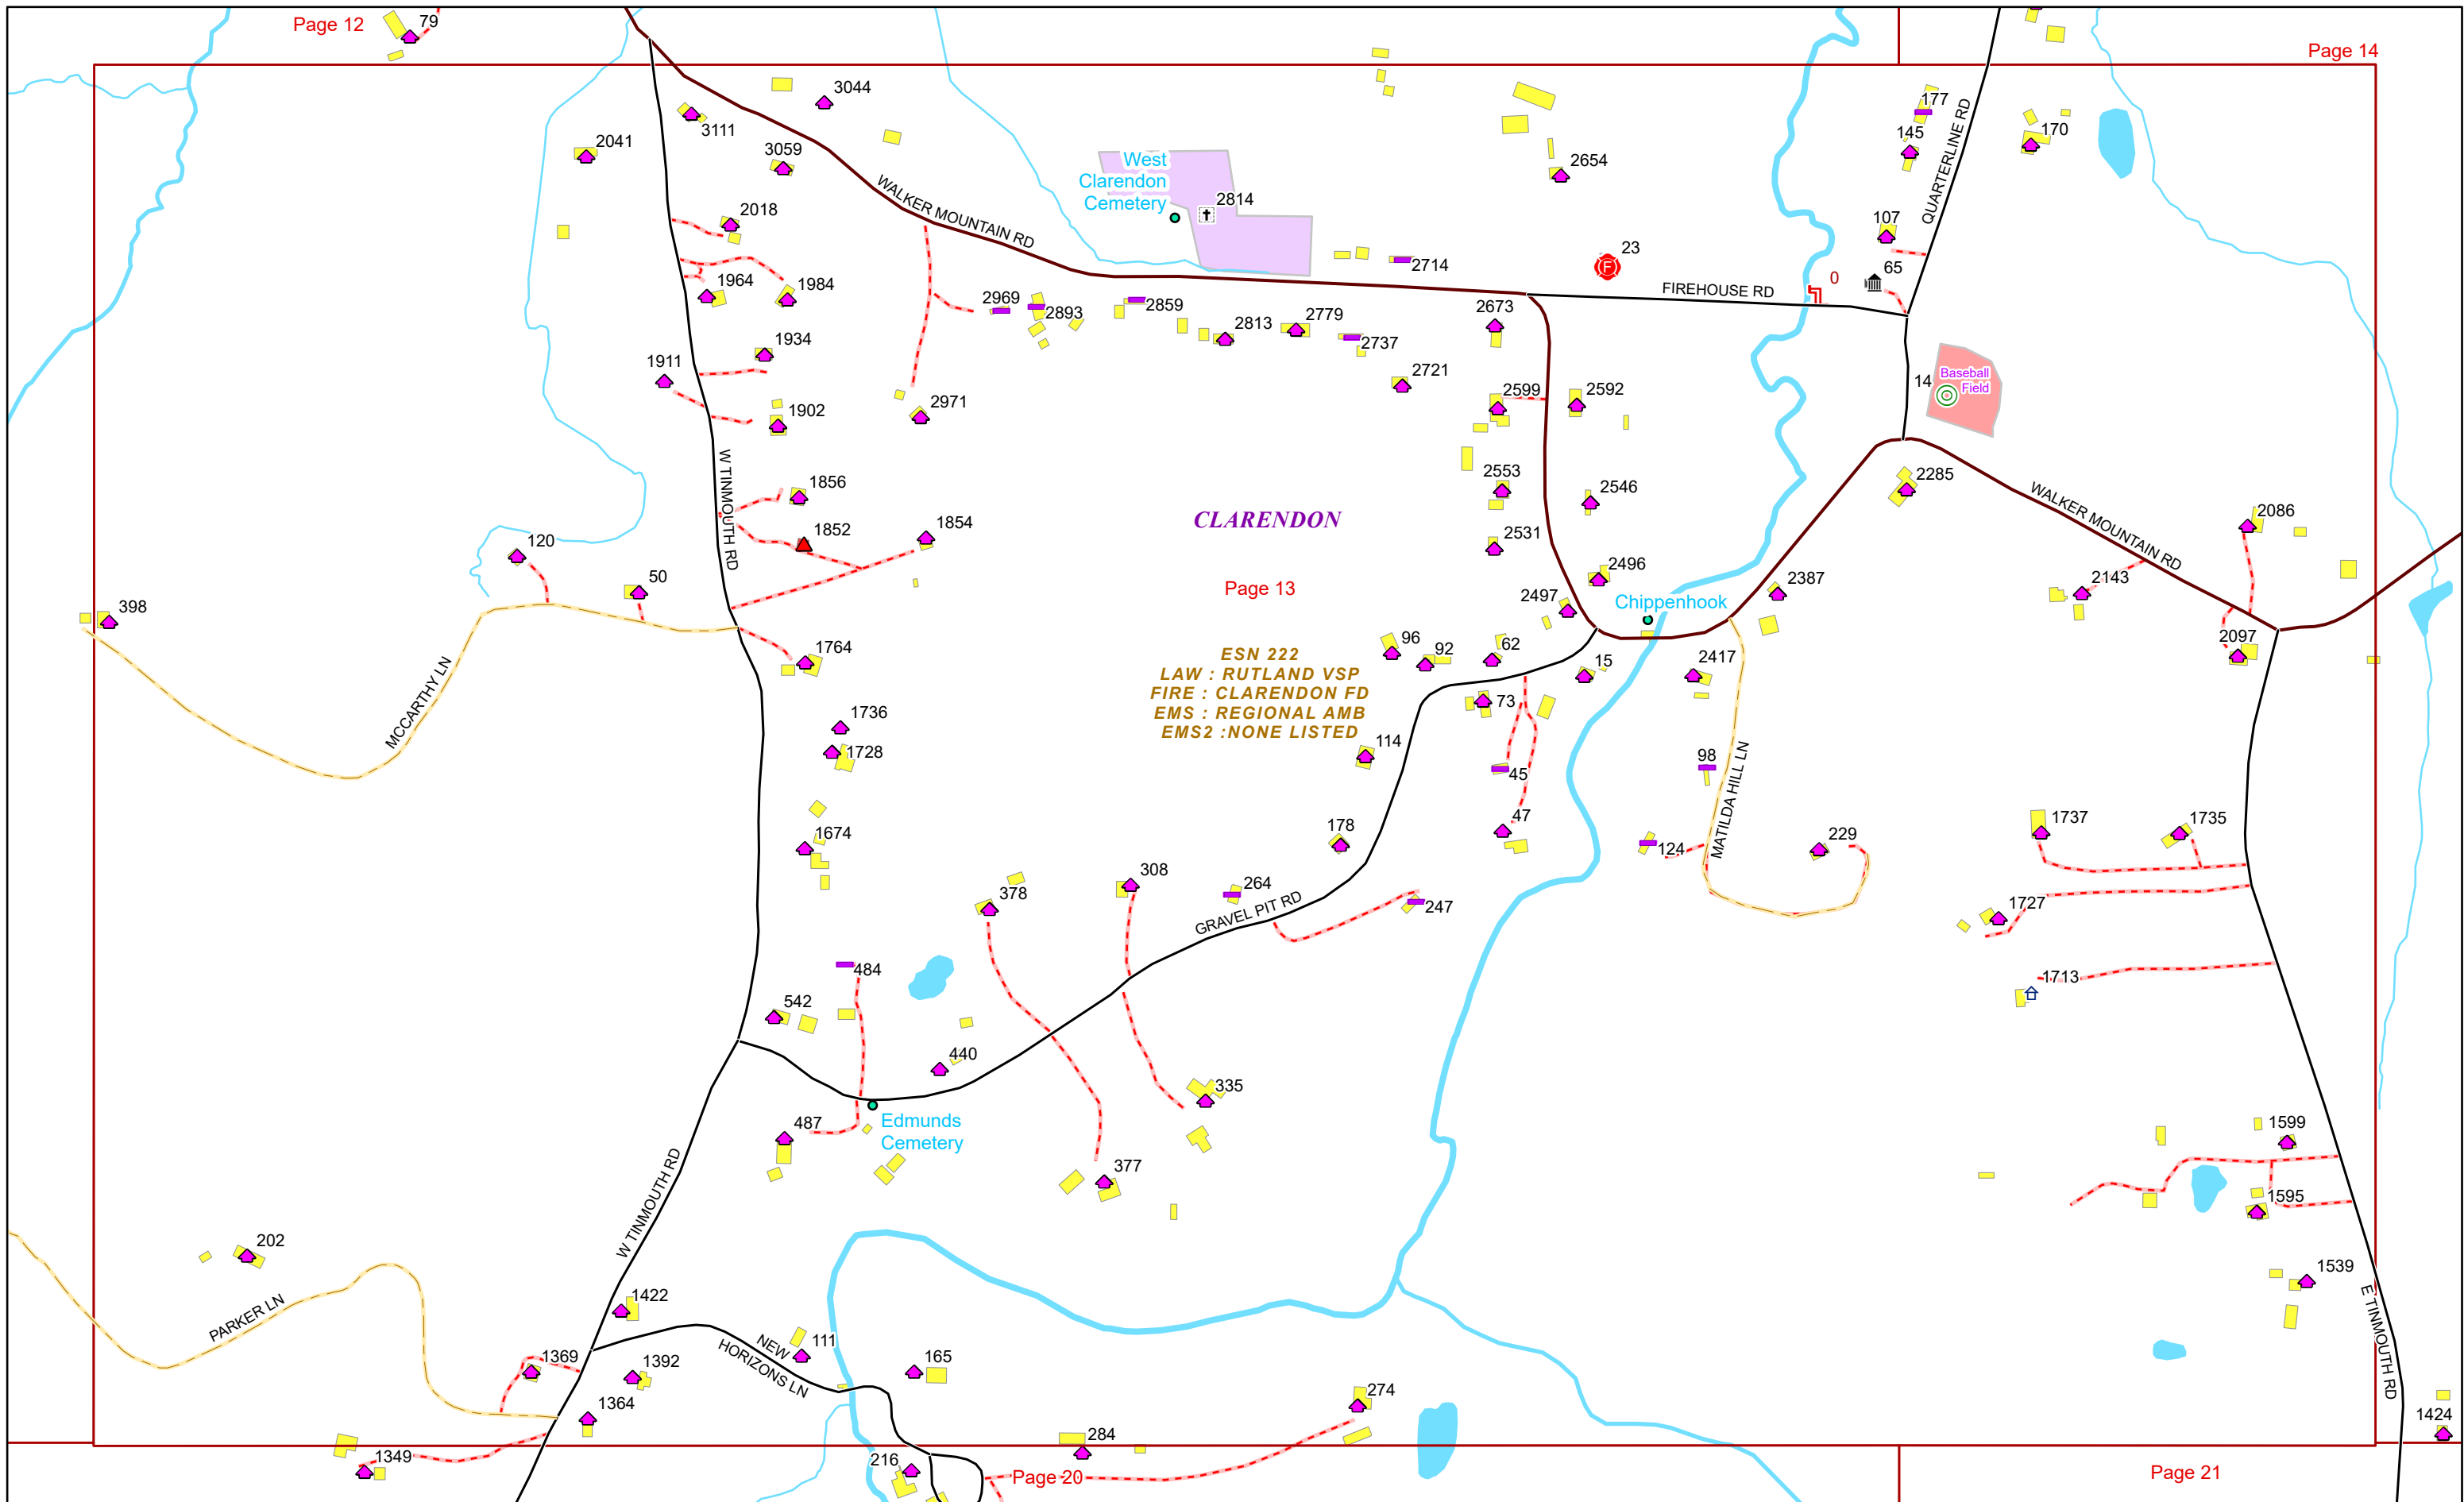 Page 12
79
Page 14
3044
3111
2041
3059
177
145
170
QUARTERLINE RD
West
Clarendon
Cemetery
2814
2654
WALKER MOUNTAIN RD
2018
107
23
F
2714
0
65
1964
1984
FIREHOUSE RD
2969
2893
2859
2813
2779
2737
2673
1934
1911
2721
14
Baseball
Field
2599
2592
2971
1902
W TINMOUTH RD
1856
2553
2546
2285
WALKER MOUNTAIN RD
2086
CLARENDON
1852
1854
2531
120
50
2496
2387
2143
Page 13
2497
Chippenhook
398
2097
96
92
62
15
2417
1764
ESN 222
LAW : RUTLAND VSP
FIRE : CLARENDON FD
EMS : REGIONAL AMB
EMS2 :NONE LISTED
MCCARTHY LN
73
1736
1728
114
45
98
MATILDA HILL LN
1674
178
47
124
229
1737
1735
378
308
264
247
GRAVEL PIT RD
1727
484
1713
542
440
335
487
Edmunds
Cemetery
377
1599
1595
W TINMOUTH RD
202
1539
PARKER LN
1422
NEW
HORIZONS LN
111
E TINMOUTH RD
1369
1392
165
1364
274
1424
284
1349
216
Page 20
Page 21